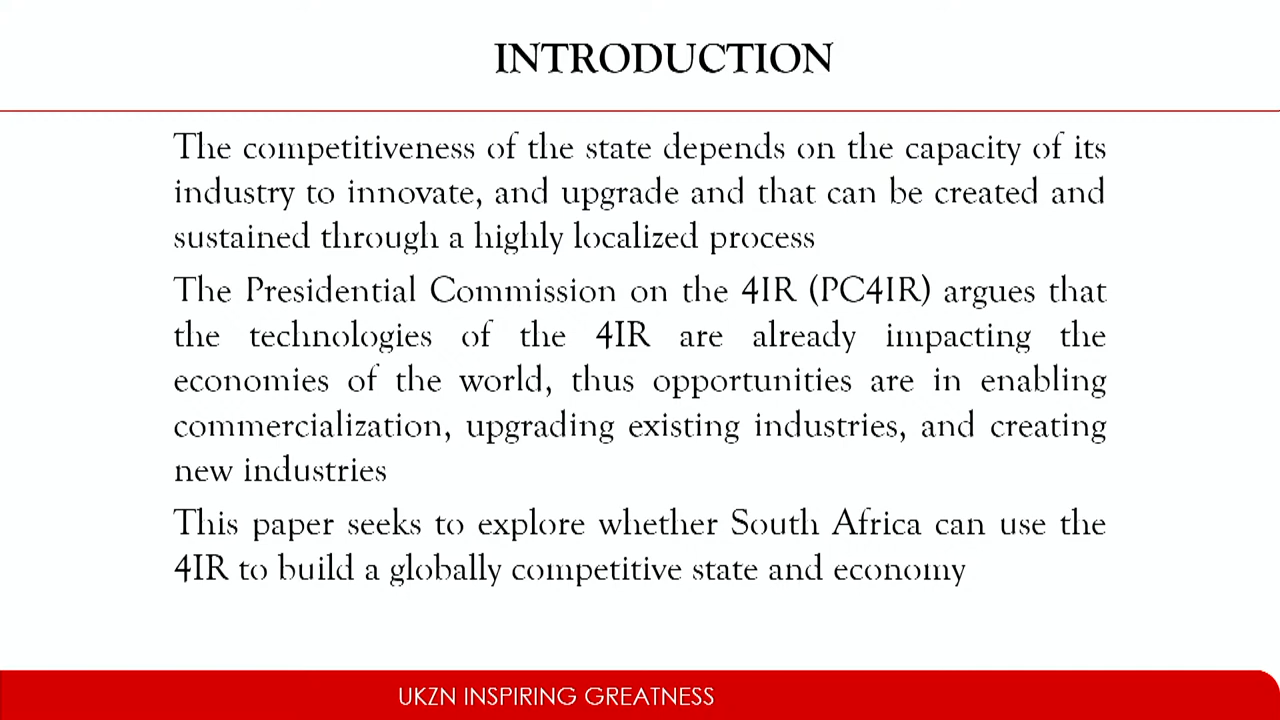 INTRODUCTION
The competitiveness of the state depends on the capacity of its
industry to innovate, and upgrade and that can be created and
sustained through a highly localized process
The Presidential Commission on the 4IR (PC4IR) argues that
the technologies of the 4IR are already impacting the
economies of the world, thus opportunities are in enabling
commercialization, upgrading existing industries, and creating
new industries
This paper seeks to explore whether South Africa can use the
4IR to build a globally competitive state and economy
UKZN INSPIRING GREATNESS